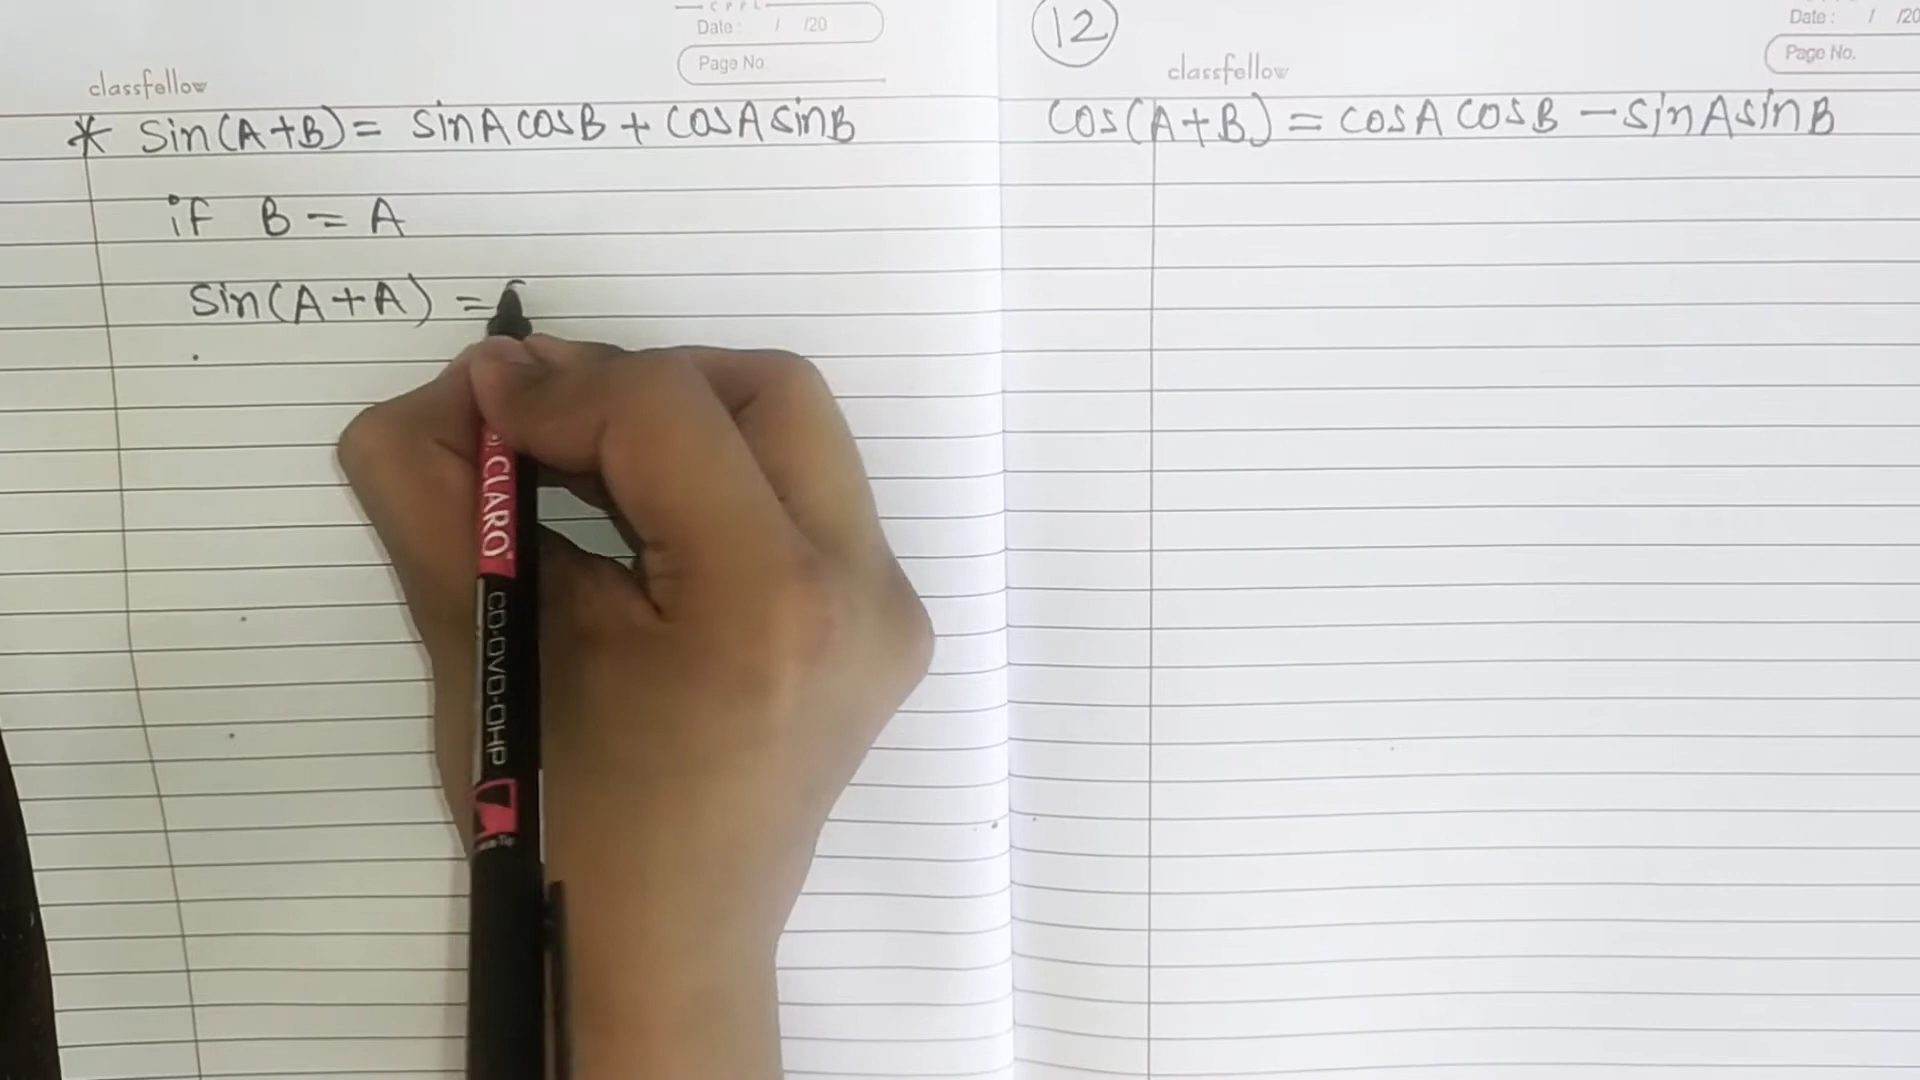 CPPL
Date : / /20
Page No
classfellow
* Sin(A+B) = sinA cosB + cosA sinB
if B = A
Sin(A+A) =
CLARO
CD·DVD·OHP
12
Date : / /20
Page No.
classfellow
cos(A+B) = cosA cosB - sinA sinB